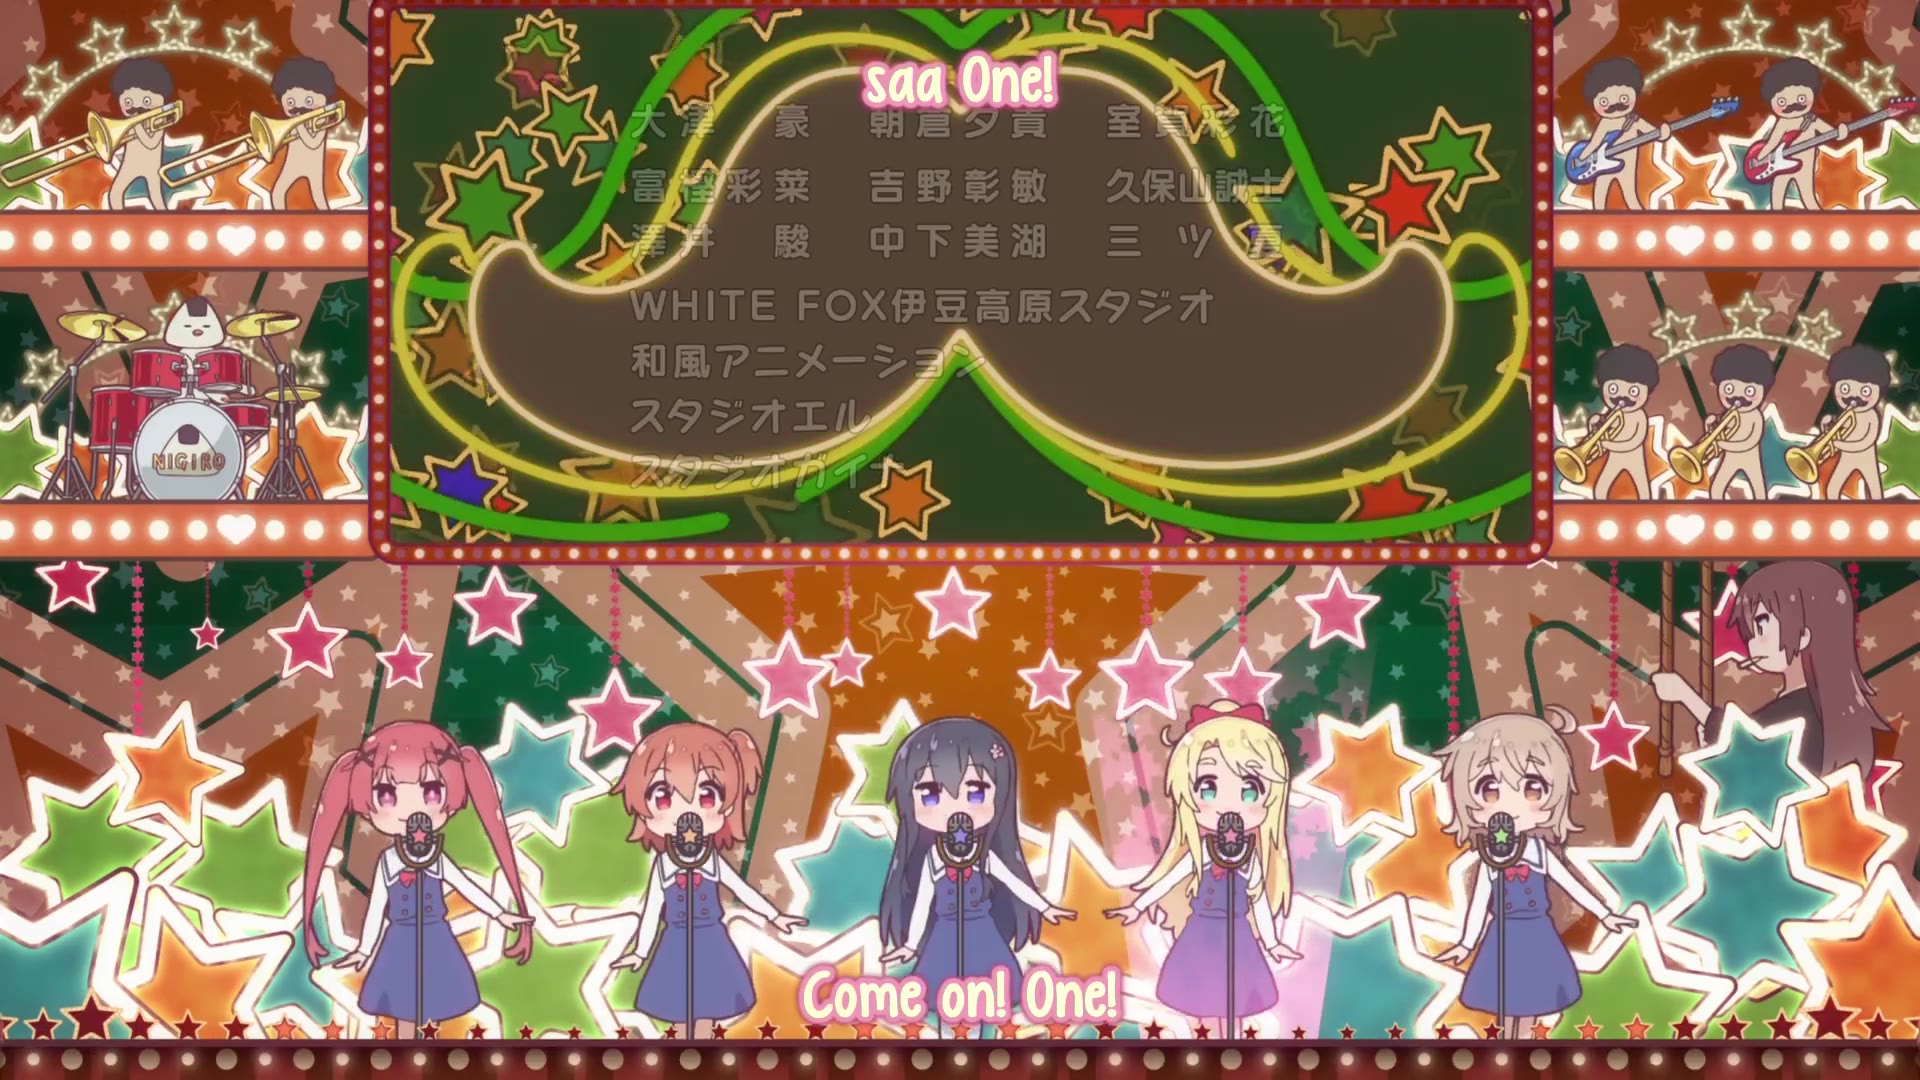 saa One!
大津 豪 朝倉夕貴 室賀彩花
富樫彩菜 吉野彰敏 久保山誠士
澤井 駿 中下美湖 三ツ 夏
WHITE FOX伊豆高原スタジオ
和風アニメーション
スタジオエル
スタジオガイナ
NIGIRO
Come on! One!